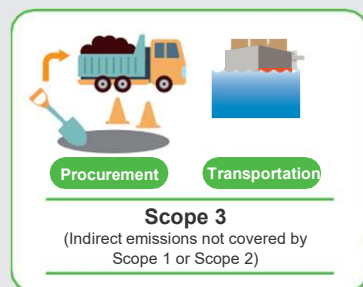 Procurement
Transportation
Scope 3
(Indirect emissions not covered by
Scope 1 or Scope 2)